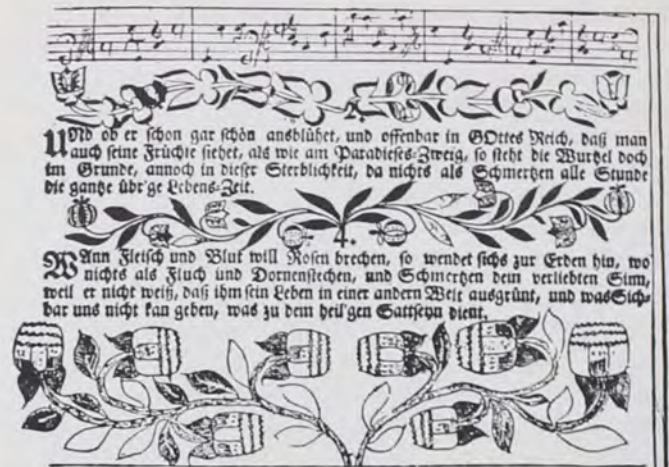 UNd ob er schon gar schön ansblühet, und offenbar in GOttes Reich, daß man
auch seine Früchte siehet, als wie am Paradieses-Zweig, so steht die Wurtzel doch
im Grunde, annoch in dieser Sterblichkeit, da nichts als Schmertzen alle Stunde
die gantze übr'ge Lebens-Zeit.
4.
WAnn Fleisch und Blut will Rosen brechen, so wendet sichs zur Erden hin, wo
nichts als Fluch und Dornenstechen, und Schmertzen dem verliebten Sinn,
weil er nicht weiß, daß ihm sein Leben in einer andern Welt ausgrünt, und was Sicht-
bar uns nicht kan geben, was zu dem heil'gen Sattseyn dient.